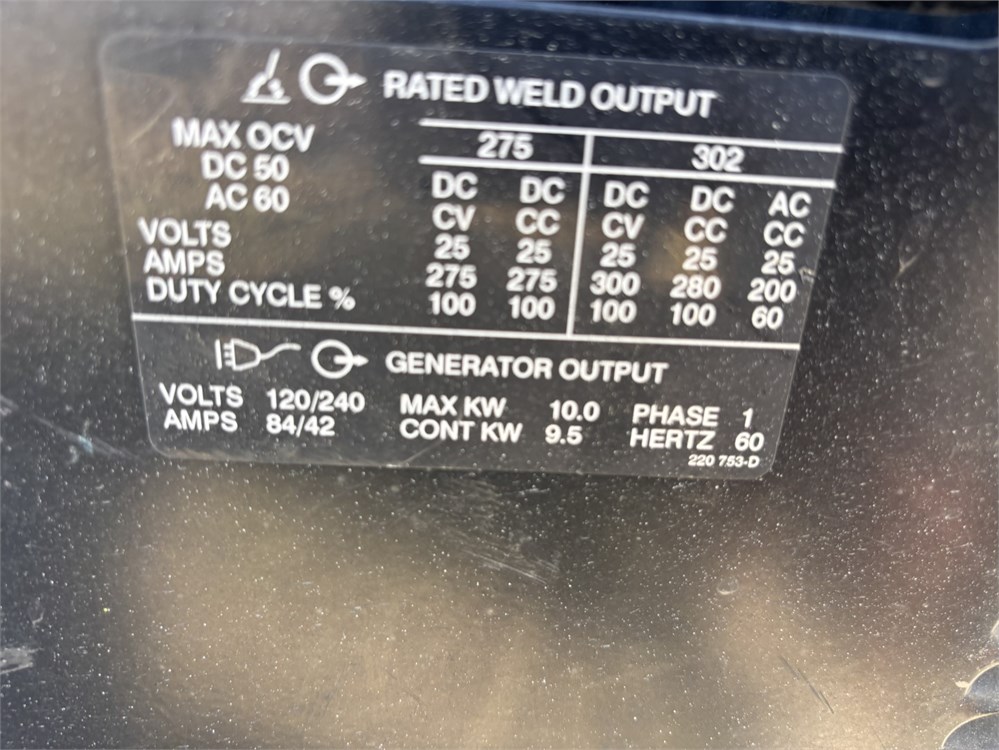 RATED WELD OUTPUT
MAX OCV 275 302
DC 50 DC DC DC DC AC
AC 60 CV CC CV CC CC
VOLTS 25 25 25 25 25
AMPS 275 275 300 280 200
DUTY CYCLE % 100 100 100 100 60
GENERATOR OUTPUT
VOLTS 120/240 MAX KW 10.0 PHASE 1
AMPS 84/42 CONT KW 9.5 HERTZ 60
220 753-D